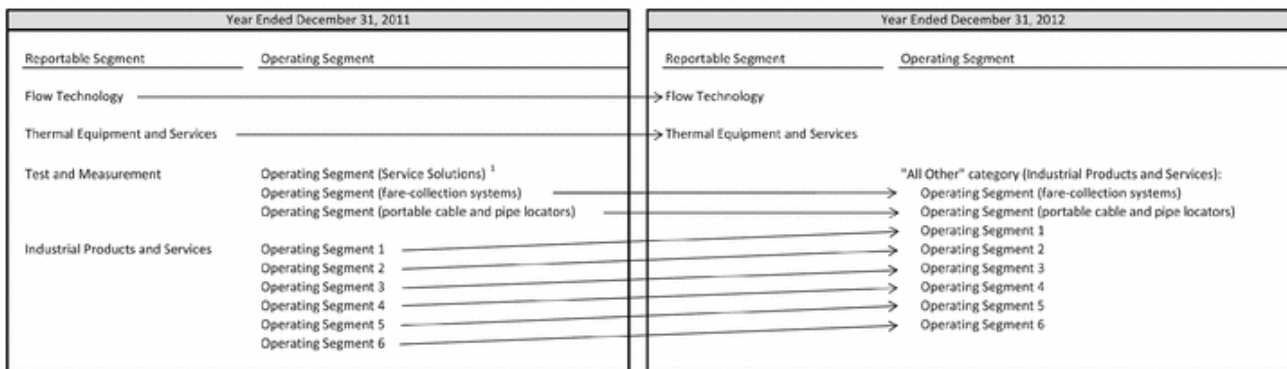 Year Ended December 31, 2011
Reportable Segment Operating Segment
Flow Technology
Thermal Equipment and Services
Test and Measurement Operating Segment (Service Solutions) 1
Operating Segment (fare-collection systems)
Operating Segment (portable cable and pipe locators)
Industrial Products and Services Operating Segment 1
Operating Segment 2
Operating Segment 3
Operating Segment 4
Operating Segment 5
Operating Segment 6
Year Ended December 31, 2012
Reportable Segment Operating Segment
Flow Technology
Thermal Equipment and Services
"All Other" category (Industrial Products and Services):
Operating Segment (fare-collection systems)
Operating Segment (portable cable and pipe locators)
Operating Segment 1
Operating Segment 2
Operating Segment 3
Operating Segment 4
Operating Segment 5
Operating Segment 6